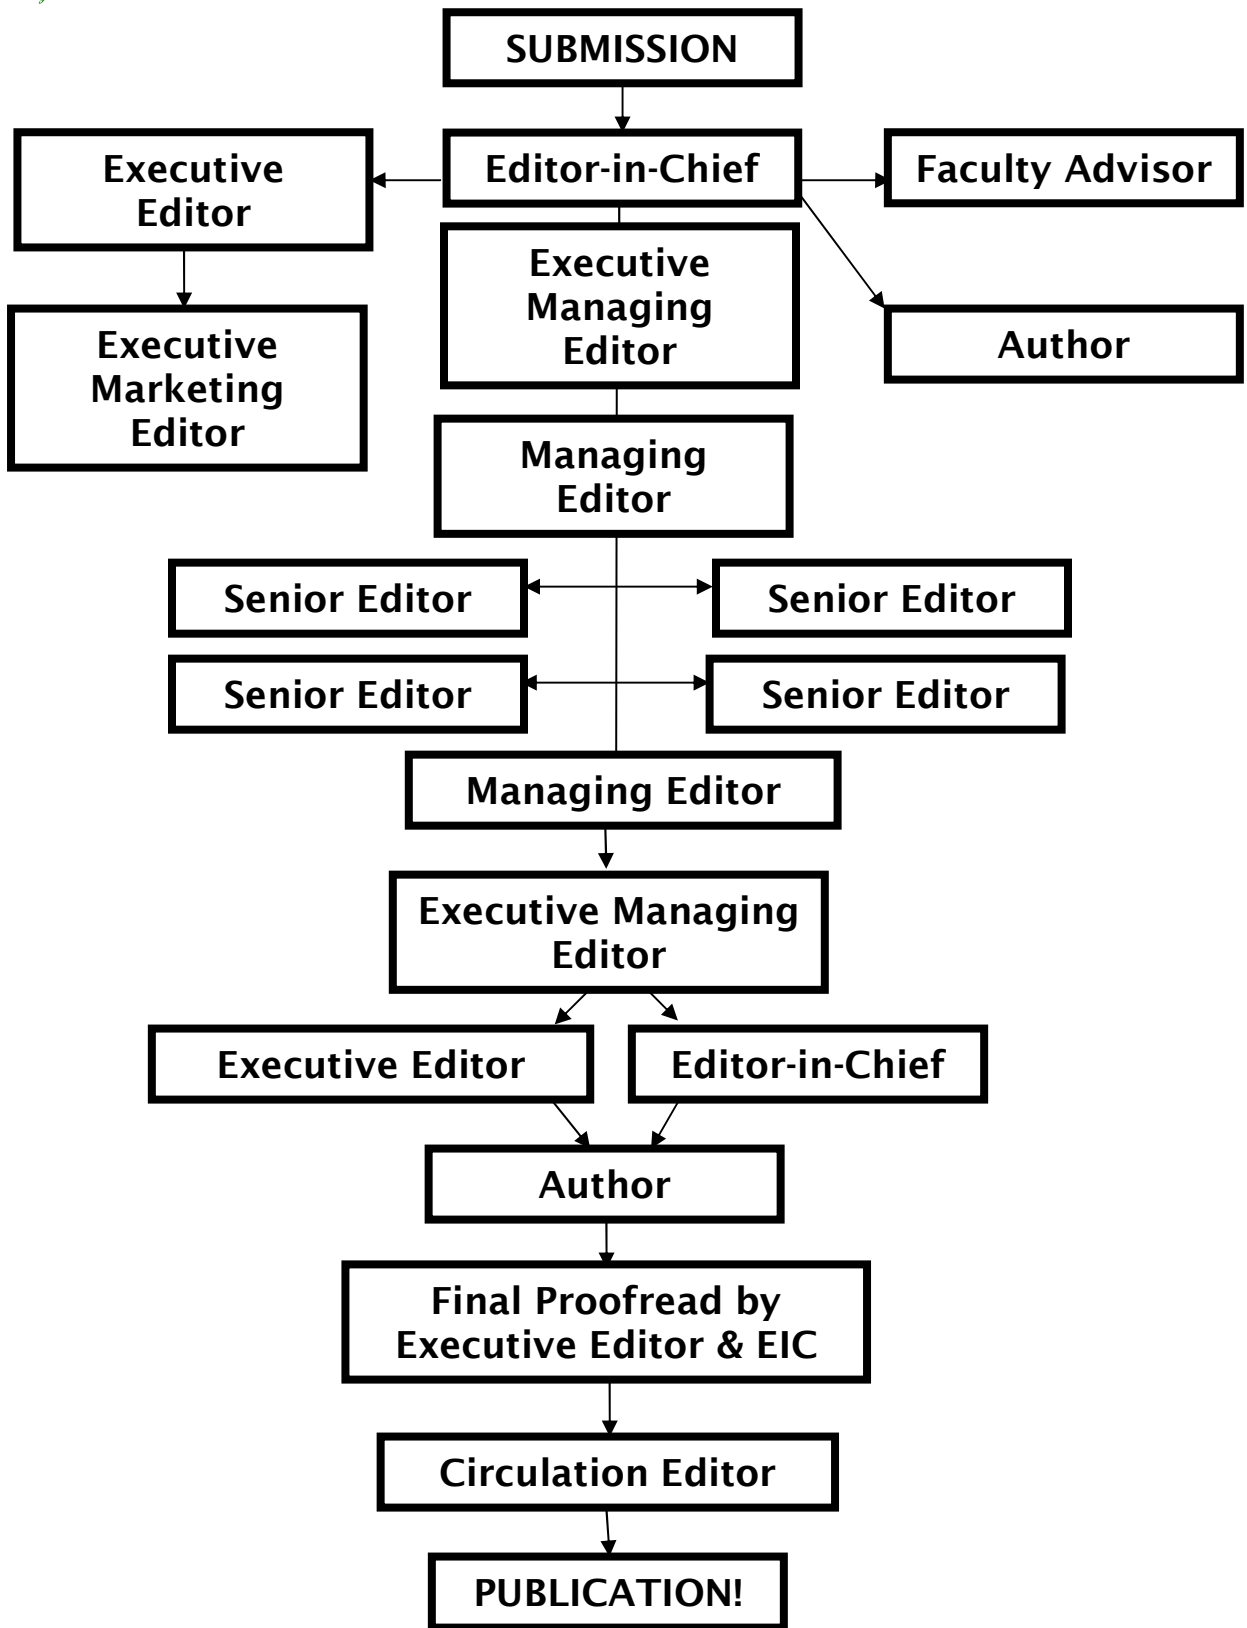 SUBMISSION
Executive
Editor
Editor-in-Chief
Faculty Advisor
Executive
Managing
Editor
Executive
Marketing
Editor
Author
Managing
Editor
Senior Editor
Senior Editor
Senior Editor
Senior Editor
Managing Editor
Executive Managing
Editor
Executive Editor
Editor-in-Chief
Author
Final Proofread by
Executive Editor & EIC
Circulation Editor
PUBLICATION!